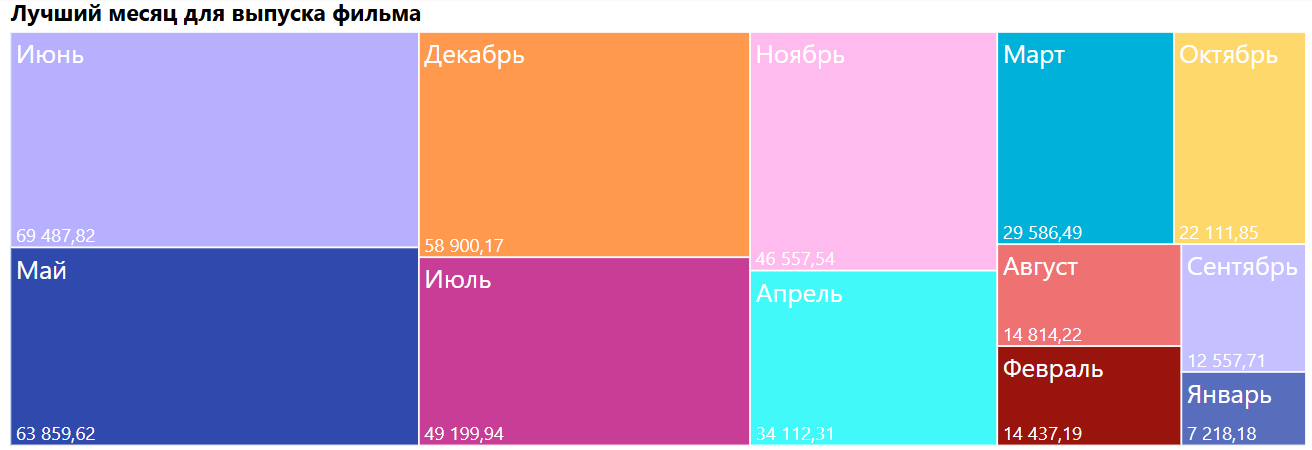 Лучший месяц для выпуска фильма
Июнь
69 487,82
Май
63 859,62
Декабрь
58 900,17
Июль
49 199,94
Ноябрь
46 557,54
Апрель
34 112,31
Март
29 586,49
Октябрь
22 111,85
Август
14 814,22
Февраль
14 437,19
Сентябрь
12 557,71
Январь
7 218,18